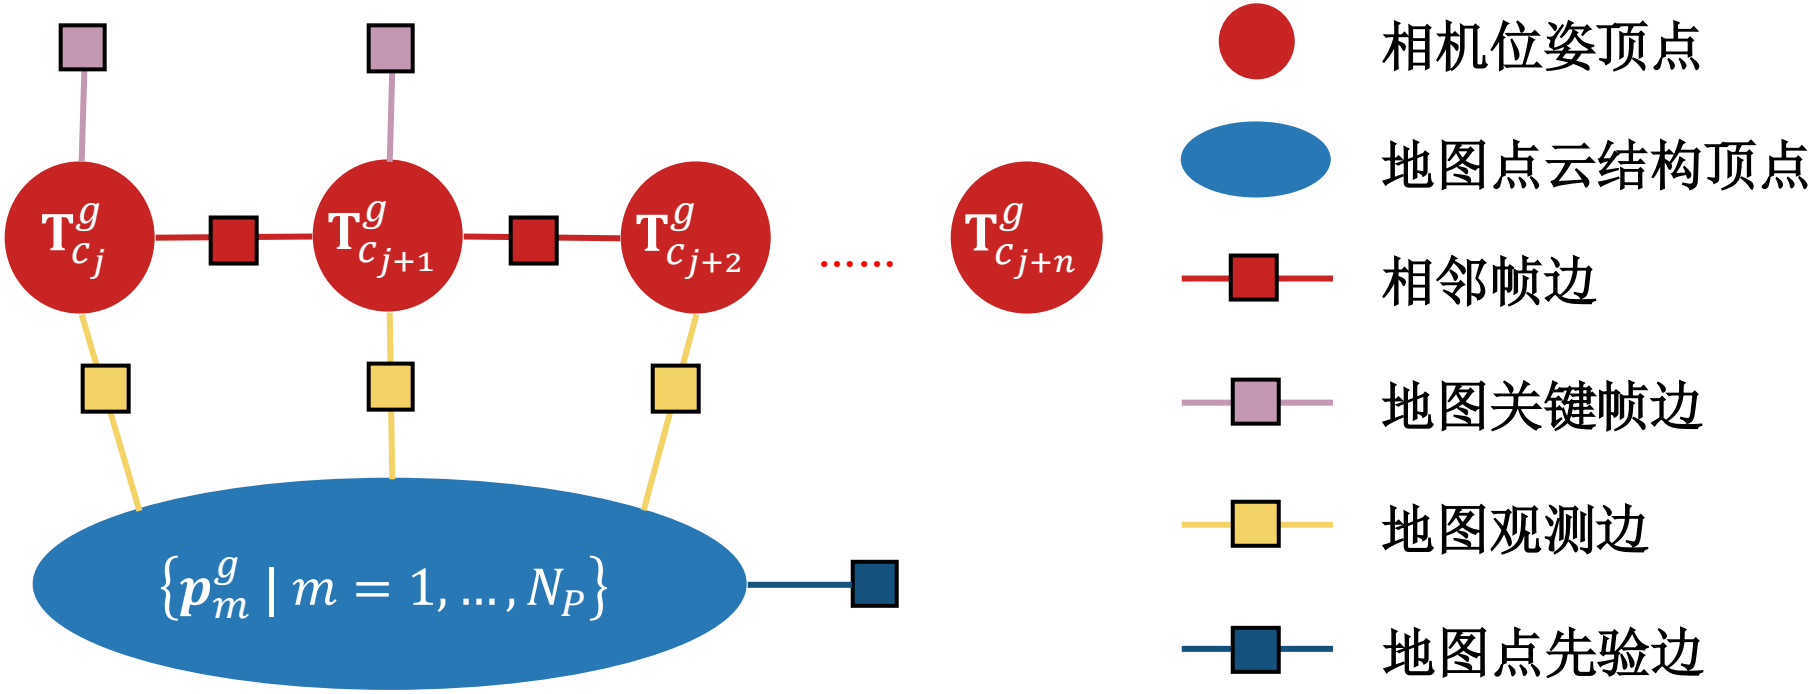 相机位姿顶点
地图点云结构顶点
T^g_{c_j}
T^g_{c_{j+1}}
T^g_{c_{j+2}}
......
T^g_{c_{j+n}}
相邻帧边
地图关键帧边
地图观测边
{p^g_m | m = 1, ..., N_P}
地图点先验边